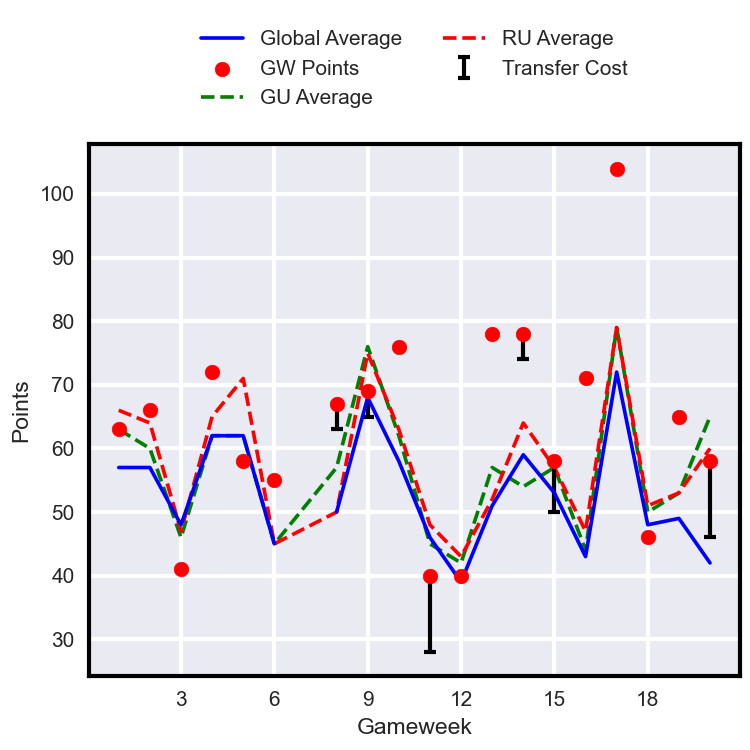 Global Average
GW Points
GU Average
RU Average
Transfer Cost
100
90
80
70
60
50
40
30
Points
3 6 9 12 15 18
Gameweek